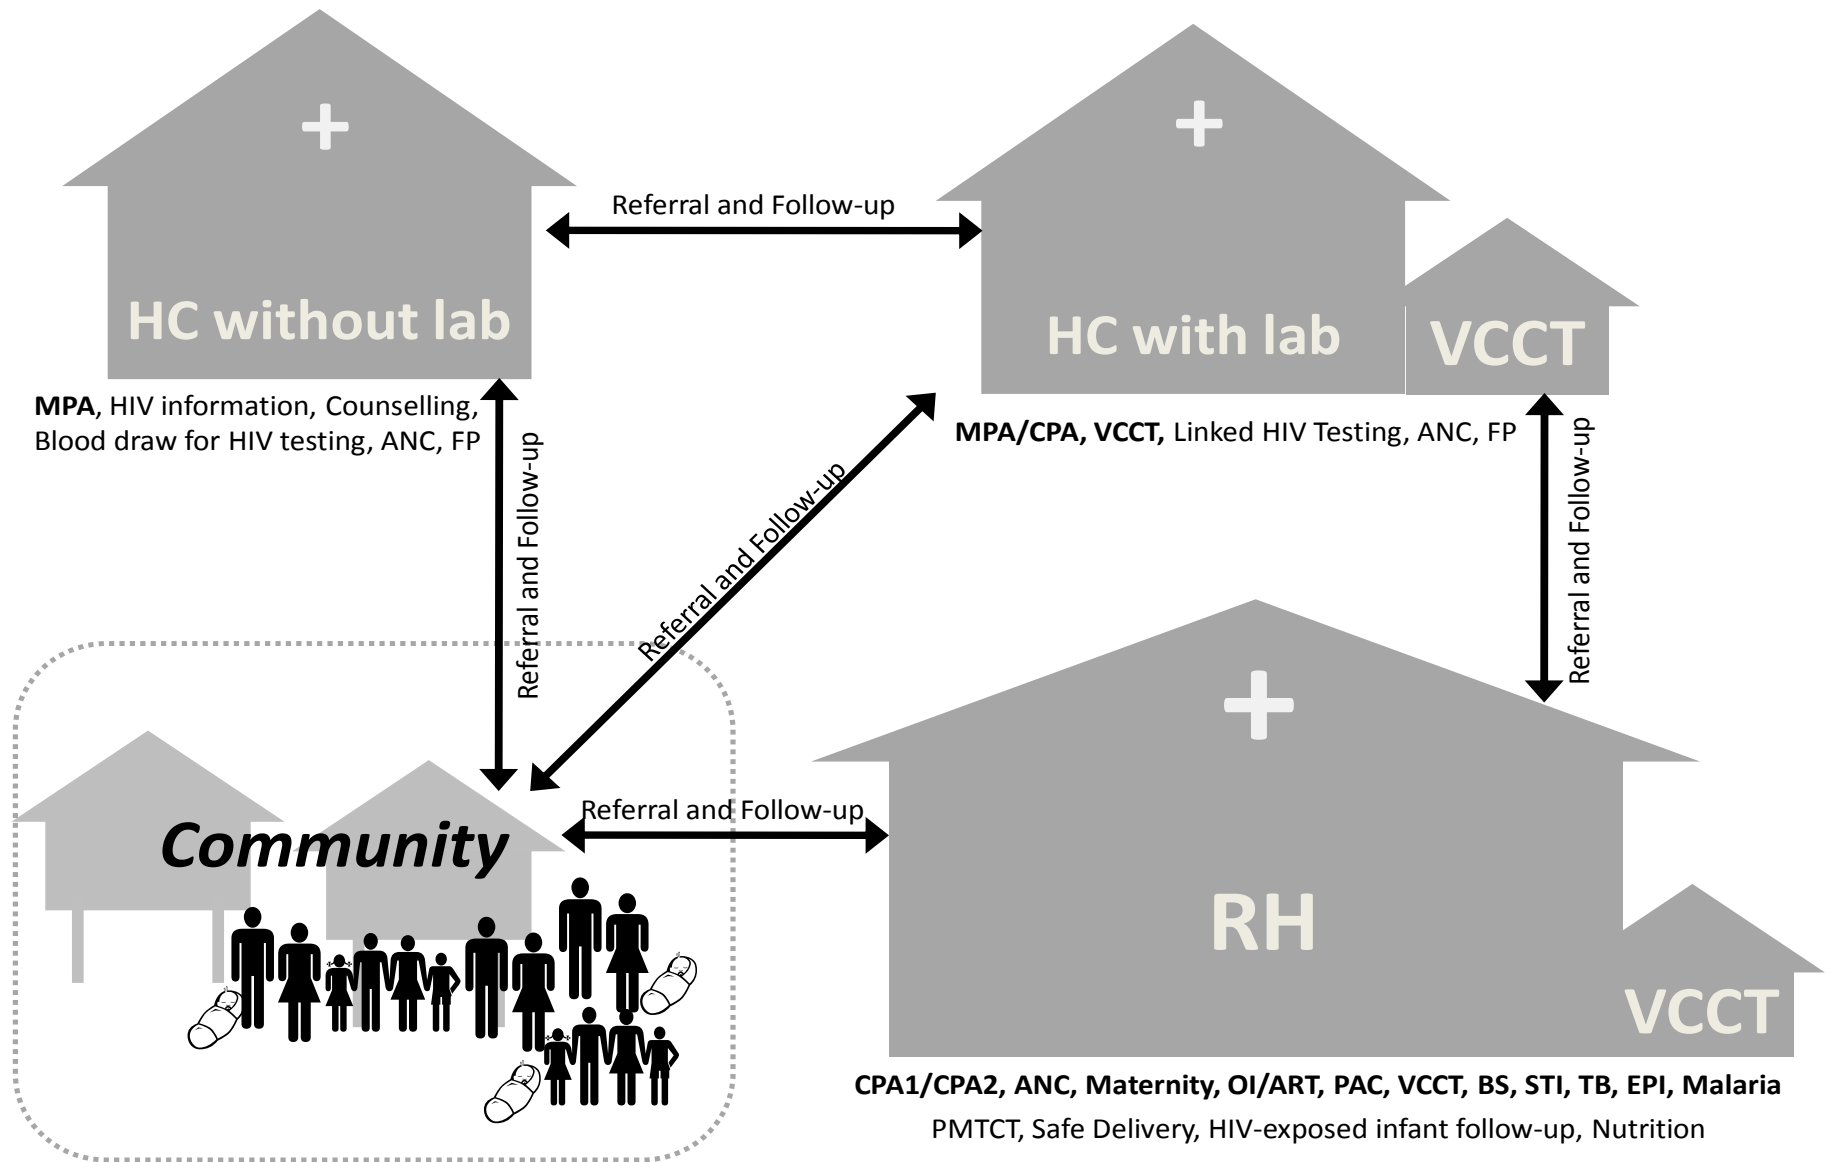 Referral and Follow-up
HC without lab
HC with lab
VCCT
MPA, HIV information, Counselling,
Blood draw for HIV testing, ANC, FP
MPA/CPA, VCCT, Linked HIV Testing, ANC, FP
Referral and Follow-up
Referral and Follow-up
Referral and Follow-up
Community
Referral and Follow-up
RH
VCCT
CPA1/CPA2, ANC, Maternity, OI/ART, PAC, VCCT, BS, STI, TB, EPI, Malaria
PMTCT, Safe Delivery, HIV-exposed infant follow-up, Nutrition